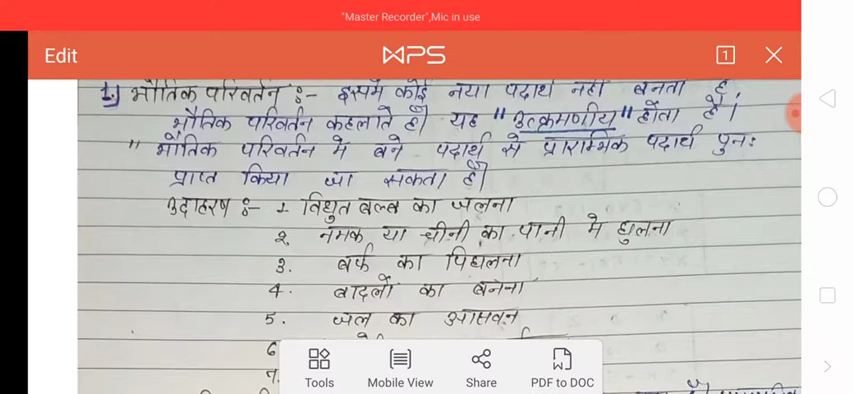 "Master Recorder",Mic in use
Edit
WPS
1
1.) भौतिक परिवर्तन :- इसमें कोई नया पदार्थ नहीं बनता है
भौतिक परिवर्तन कहलाते हैं। यह "उत्क्रमणीय" होता है।
" भौतिक परिवर्तन में बने पदार्थ से प्रारम्भिक पदार्थ पुनः
प्राप्त किया जा सकता है।
उदाहरण :- 1. विधुत बल्ब का जलना
2. नमक या चीनी का पानी मे घुलना
3. बर्फ का पिघलना
4. बादलों का बनना
5. जल का आसवन
6
7.
Tools
Mobile View
Share
PDF to DOC